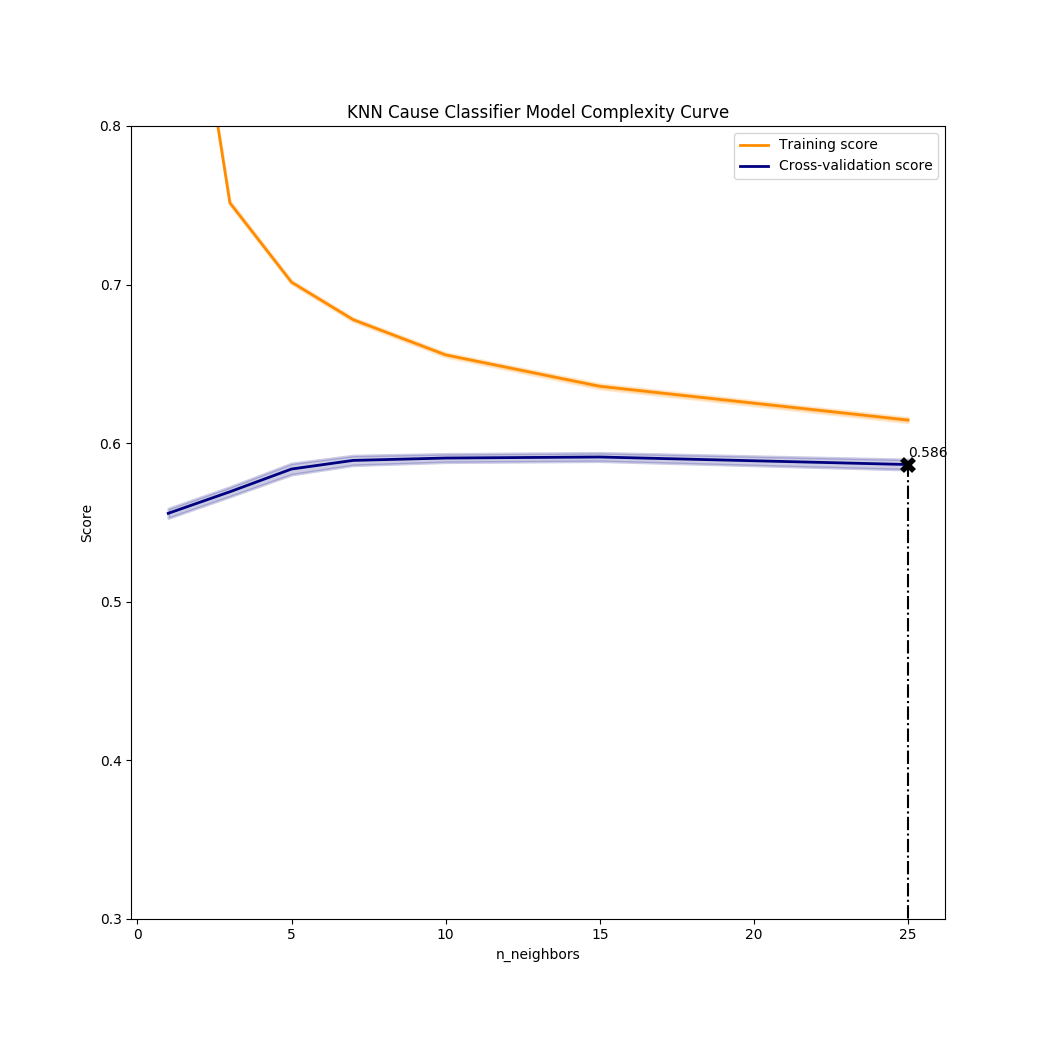 KNN Cause Classifier Model Complexity Curve
Training score
Cross-validation score
0.8
0.7
0.6
0.5
0.4
0.3
Score
0.586
0 5 10 15 20 25
n_neighbors